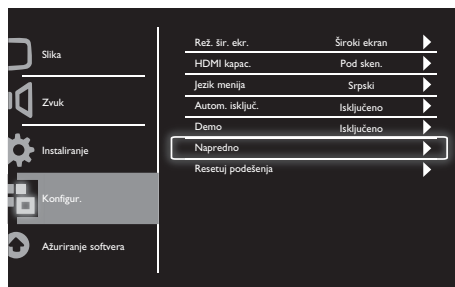 Slika
Zvuk
Instaliranje
Konfigur.
Ažuriranje softvera
Rež. šir. ekr. Široki ekran
HDMI kapac. Pod sken.
Jezik menija Srpski
Autom. isključ. Isključeno
Demo Isključeno
Napredno
Resetuj podešenja